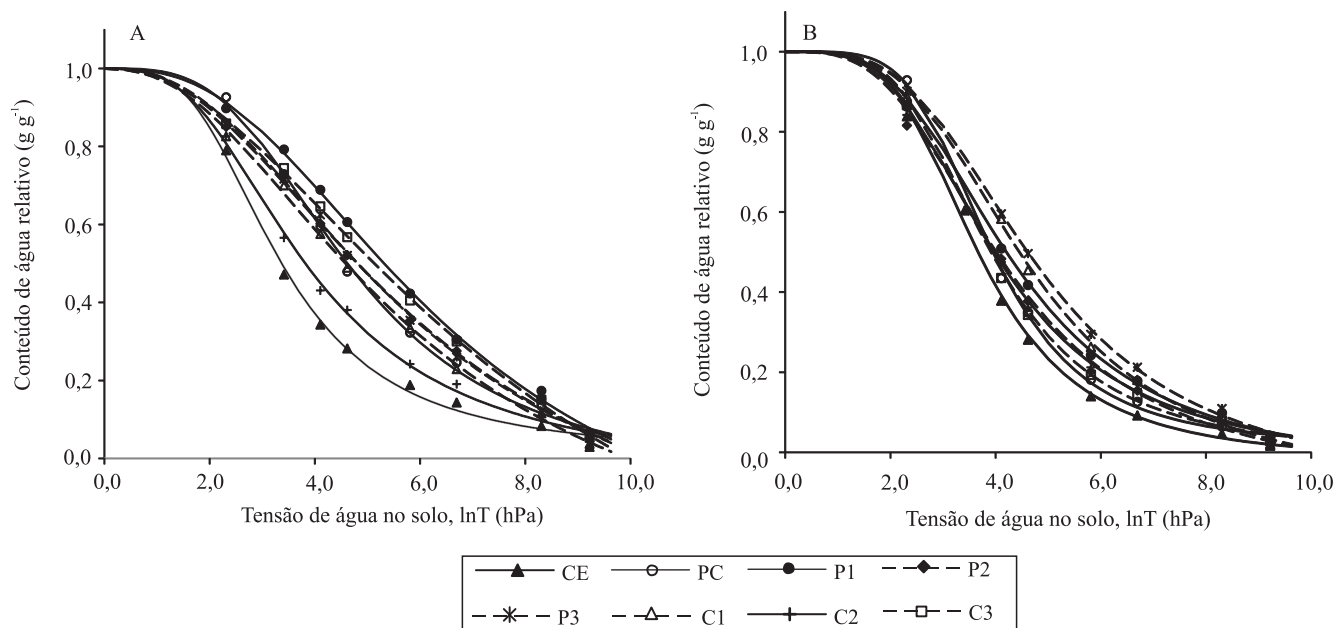 A
Conteúdo de água relativo (g g⁻¹)
1,0
0,8
0,6
0,4
0,2
0,0
0,0 2,0 4,0 6,0 8,0 10,0
Tensão de água no solo, lnT (hPa)
B
Conteúdo de água relativo (g g⁻¹)
1,0
0,8
0,6
0,4
0,2
0,0
0,0 2,0 4,0 6,0 8,0 10,0
Tensão de água no solo, lnT (hPa)
CE PC P1 P2
P3 C1 C2 C3